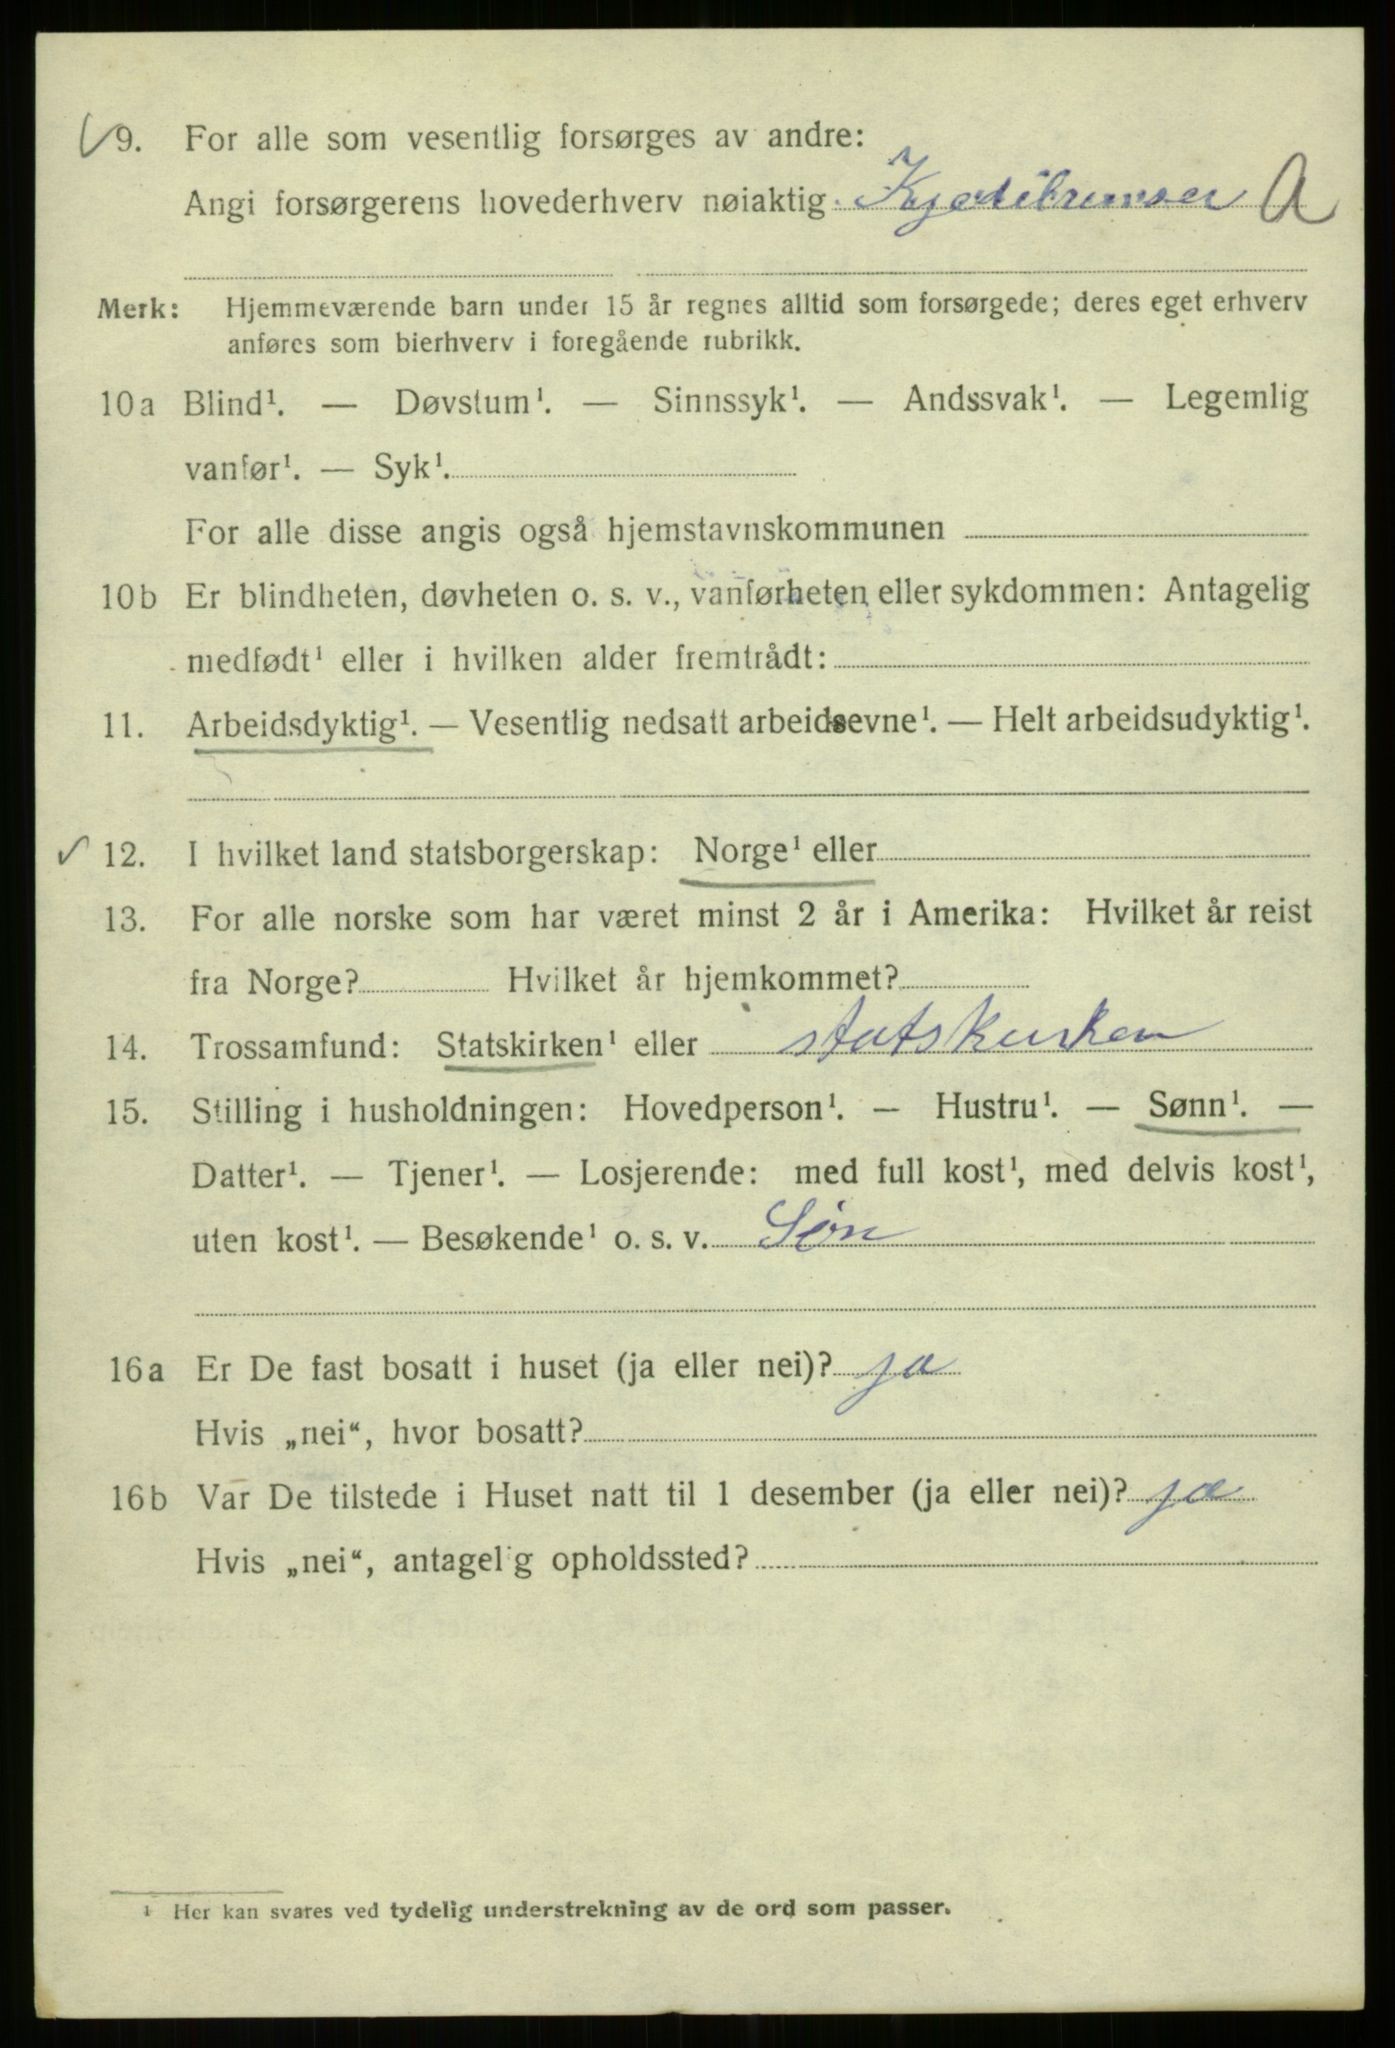 9. For alle som vesentlig forsørges av andre:
Angi forsørgerens hovederhverv nøiaktig A
Merk: Hjemmeværende barn under 15 år regnes alltid som forsørgede; deres eget erhverv
anføres som bierhverv i foregående rubrikk.
10a Blind¹. — Døvstum¹. — Sinnssyk¹. — Andssvak¹. — Legemlig
vanfør¹. — Syk¹.
For alle disse angis også hjemstavnskommunen
10b Er blindheten, døvheten o. s. v., vanførheten eller sykdommen: Antagelig
medfødt¹ eller i hvilken alder fremtrådt:
11. Arbeidsdyktig¹. — Vesentlig nedsatt arbeidsevne¹. — Helt arbeidsudyktig¹.
12. I hvilket land statsborgerskap: Norge¹ eller
13. For alle norske som har været minst 2 år i Amerika: Hvilket år reist
fra Norge? Hvilket år hjemkommet?
14. Trossamfund: Statskirken¹ eller statskirken
15. Stilling i husholdningen: Hovedperson¹. — Hustru¹. — Sønn¹. —
Datter¹. — Tjener¹. — Losjerende: med full kost¹, med delvis kost¹,
uten kost¹. — Besøkende¹ o. s. v. Søn
16a Er De fast bosatt i huset (ja eller nei)? ja
Hvis „nei“, hvor bosatt?
16b Var De tilstede i Huset natt til 1 desember (ja eller nei)? ja
Hvis „nei“, antagelig opholdssted?
¹ Her kan svares ved tydelig understrekning av de ord som passer.